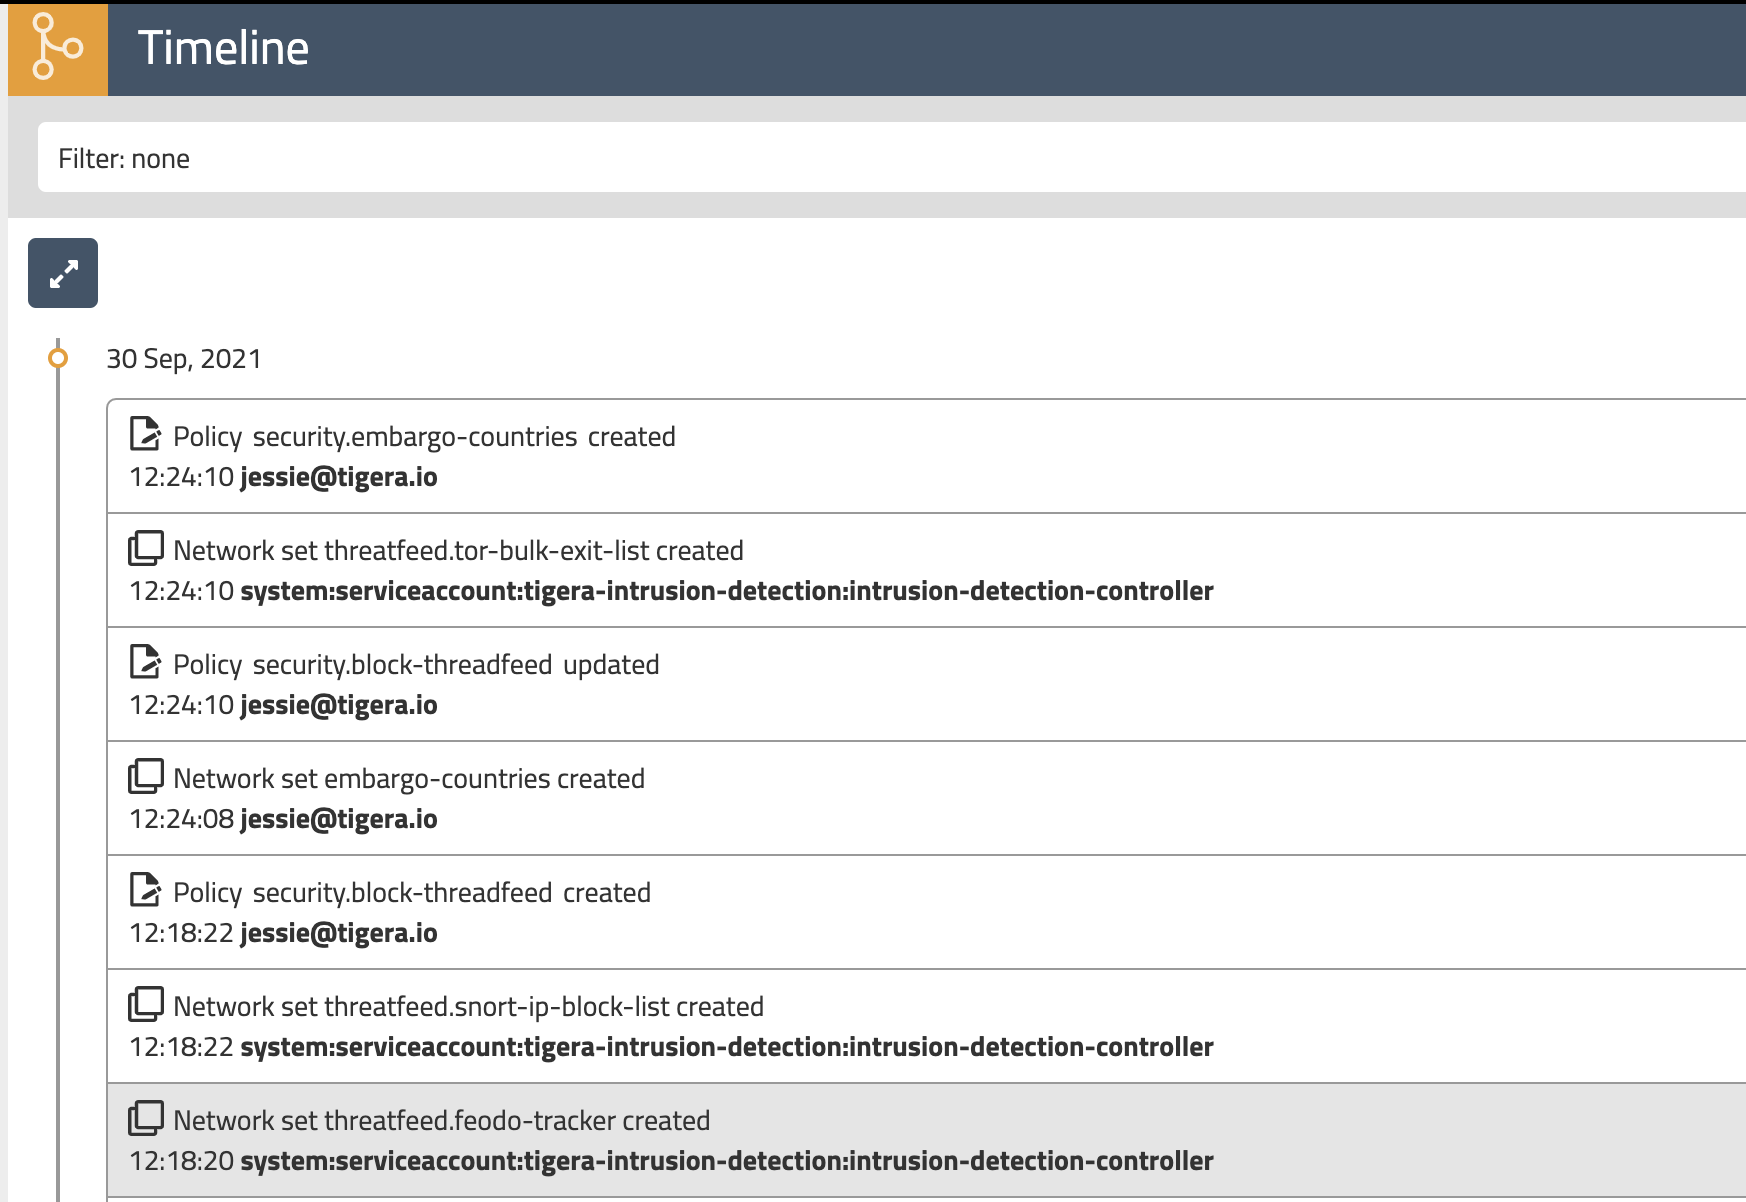 Timeline
Filter: none
30 Sep, 2021
Policy security.embargo-countries created
12:24:10 jessie@tigera.io
Network set threatfeed.tor-bulk-exit-list created
12:24:10 system:serviceaccount:tigera-intrusion-detection:intrusion-detection-controller
Policy security.block-threadfeed updated
12:24:10 jessie@tigera.io
Network set embargo-countries created
12:24:08 jessie@tigera.io
Policy security.block-threadfeed created
12:18:22 jessie@tigera.io
Network set threatfeed.snort-ip-block-list created
12:18:22 system:serviceaccount:tigera-intrusion-detection:intrusion-detection-controller
Network set threatfeed.feodo-tracker created
12:18:20 system:serviceaccount:tigera-intrusion-detection:intrusion-detection-controller